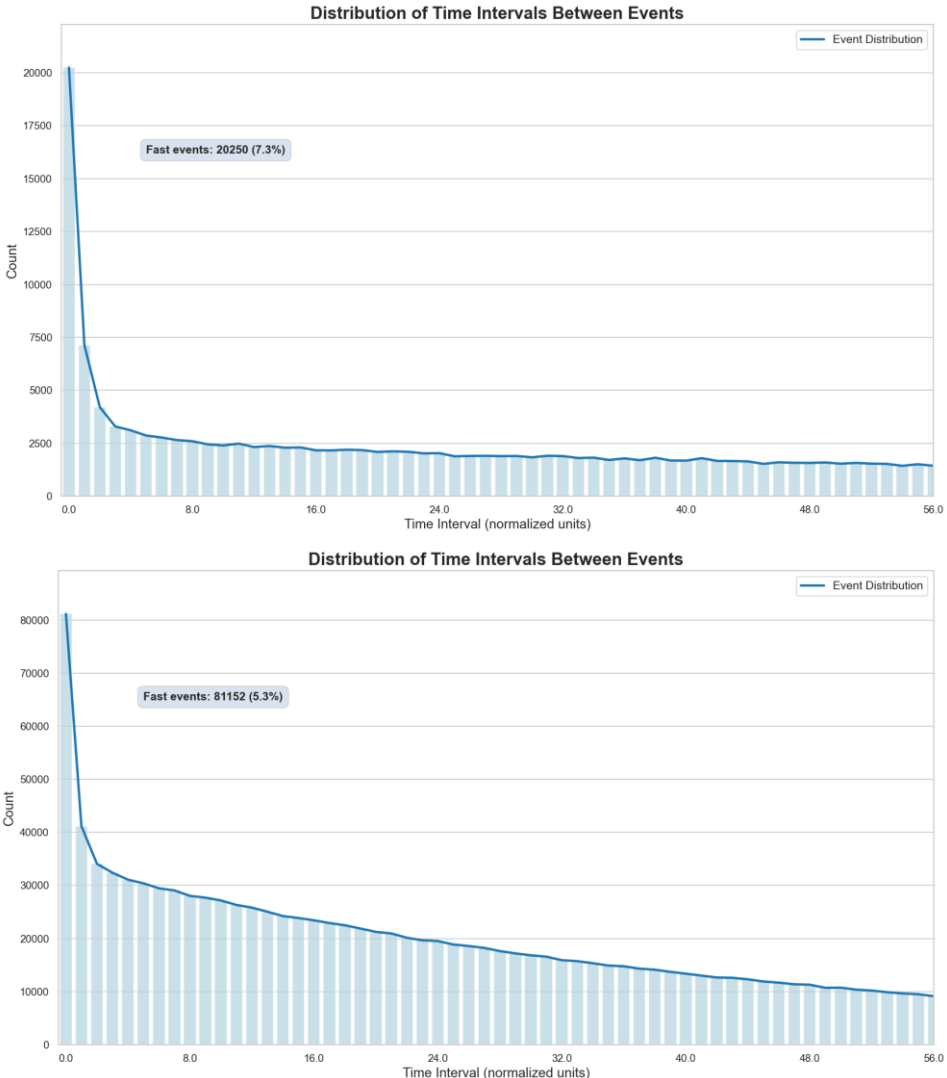 Distribution of Time Intervals Between Events
Event Distribution
20000
Fast events: 20250 (7.3%)
17500
15000
12500
Count
10000
7500
5000
2500
0
0.0 8.0 16.0 24.0 32.0 40.0 48.0 56.0
Time Interval (normalized units)
Distribution of Time Intervals Between Events
Event Distribution
80000
70000
Fast events: 81152 (5.3%)
60000
50000
Count
40000
30000
20000
10000
0
0.0 8.0 16.0 24.0 32.0 40.0 48.0 56.0
Time Interval (normalized units)